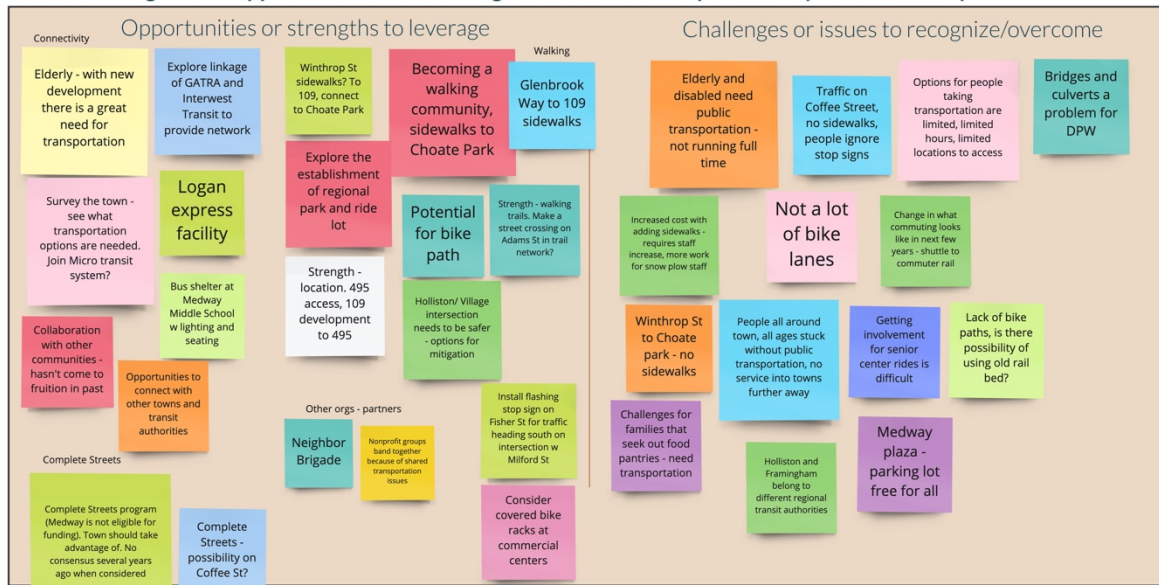 Opportunities or strengths to leverage
Connectivity
Elderly - with new
development
there is a great
need for
transportation
Explore linkage
of GATRA and
Interwest
Transit to
provide network
Winthrop St
sidewalks? To
109, connect
to Choate Park
Becoming a
walking
community,
sidewalks to
Choate Park
Walking
Glenbrook
Way to 109
sidewalks
Survey the town -
see what
transportation
options are needed.
Join Micro transit
system?
Logan
express
facility
Explore the
establishment
of regional
park and ride
lot
Potential
for bike
path
Strength - walking
trails. Make a
street crossing on
Adams St in trail
network?
Bus shelter at
Medway
Middle School
w lighting and
seating
Strength -
location. 495
access, 109
development
to 495
Holliston/ Village
intersection
needs to be safer
- options for
mitigation
Collaboration
with other
communities -
hasn't come to
fruition in past
Opportunities to
connect with
other towns and
transit
authorities
Other orgs - partners
Neighbor
Brigade
Nonprofit groups
band together
because of shared
transportation
issues
Install flashing
stop sign on
Fisher St for traffic
heading south on
intersection w
Milford St
Consider
covered bike
racks at
commercial
centers
Complete Streets
Complete Streets program
(Medway is not eligible for
funding). Town should take
advantage of. No
consensus several years
ago when considered
Complete
Streets -
possibility on
Coffee St?
Challenges or issues to recognize/overcome
Elderly and
disabled need
public
transportation -
not running full
time
Traffic on
Coffee Street,
no sidewalks,
people ignore
stop signs
Options for people
taking
transportation are
limited, limited
hours, limited
locations to access
Bridges and
culverts a
problem for
DPW
Increased cost with
adding sidewalks -
requires staff
increase, more work
for snow plow staff
Not a lot
of bike
lanes
Change in what
commuting looks
like in next few
years - shuttle to
commuter rail
Winthrop St
to Choate
park - no
sidewalks
People all around
town, all ages stuck
without public
transportation, no
service into towns
further away
Getting
involvement
for senior
center rides is
difficult
Lack of bike
paths, is there
possibility of
using old rail
bed?
Challenges for
families that
seek out food
pantries - need
transportation
Holliston and
Framingham
belong to
different regional
transit authorities
Medway
plaza -
parking lot
free for all